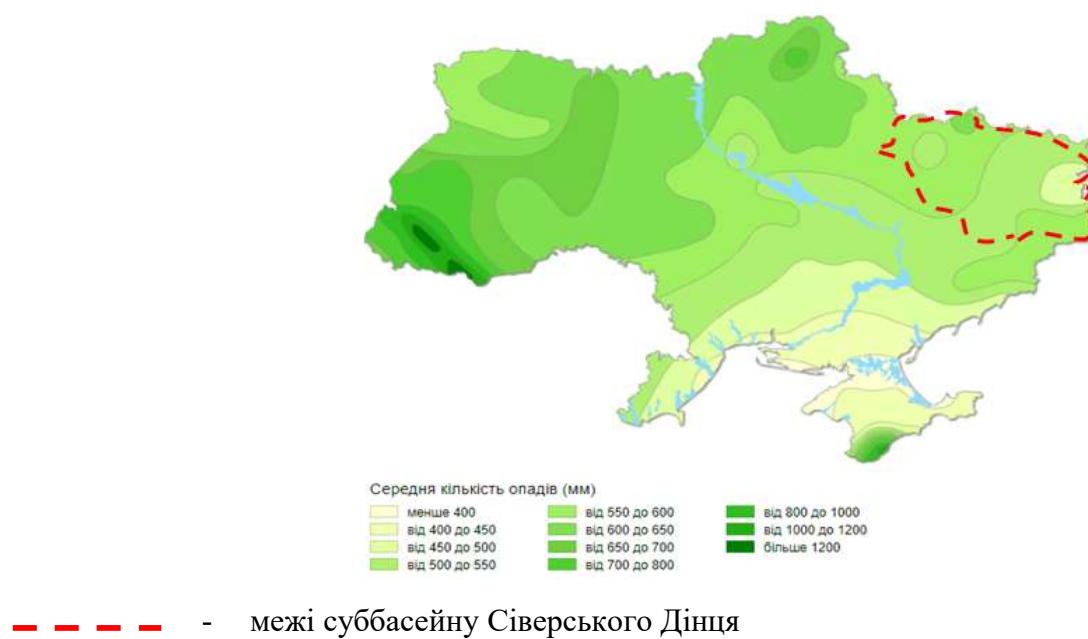 Середня кількість опадів (мм)
менше 400
від 400 до 450
від 450 до 500
від 500 до 550
від 550 до 600
від 600 до 650
від 650 до 700
від 700 до 800
від 800 до 1000
від 1000 до 1200
більше 1200
- межі суббасейну Сіверського Дінця